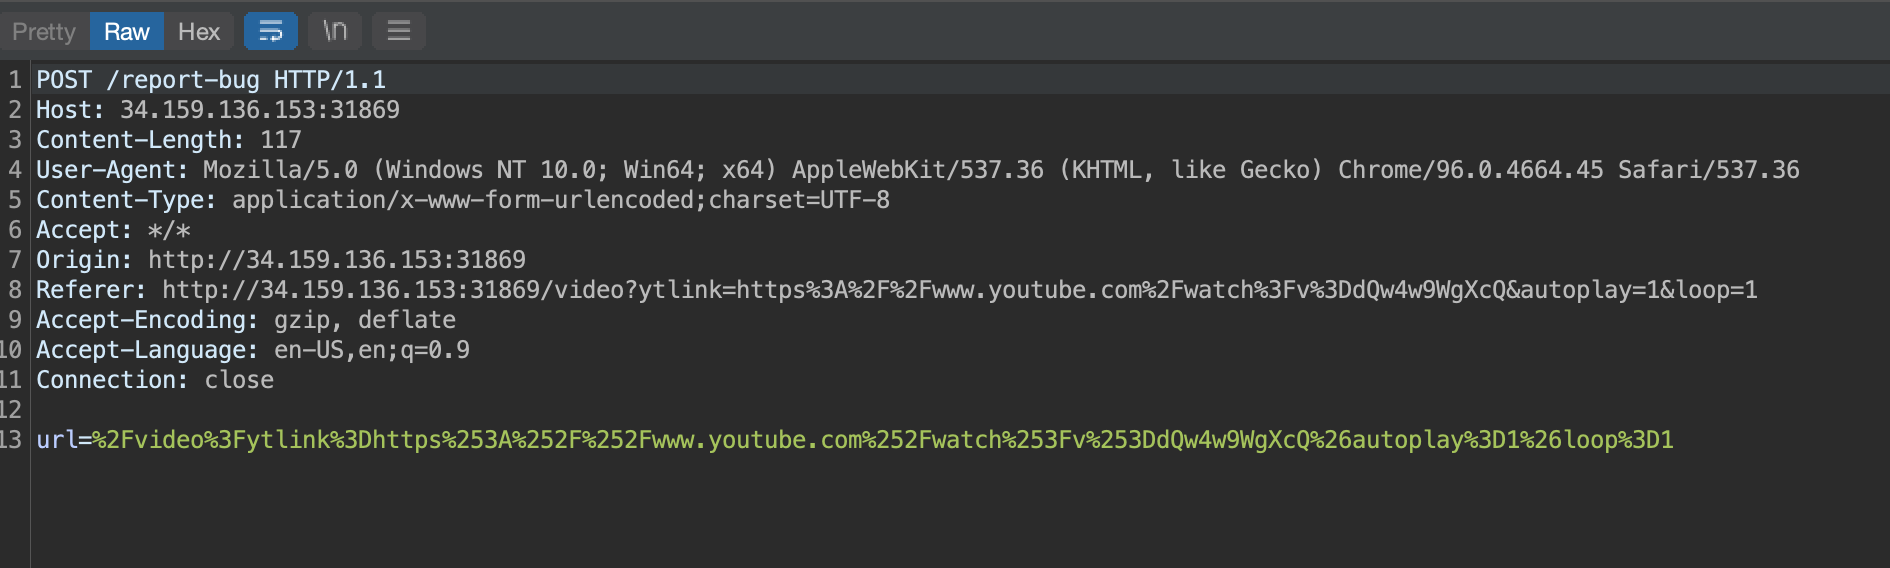 Pretty Raw Hex \n
1 POST /report-bug HTTP/1.1
2 Host: 34.159.136.153:31869
3 Content-Length: 117
4 User-Agent: Mozilla/5.0 (Windows NT 10.0; Win64; x64) AppleWebKit/537.36 (KHTML, like Gecko) Chrome/96.0.4664.45 Safari/537.36
5 Content-Type: application/x-www-form-urlencoded;charset=UTF-8
6 Accept: */*
7 Origin: http://34.159.136.153:31869
8 Referer: http://34.159.136.153:31869/video?ytlink=https%3A%2F%2Fwww.youtube.com%2Fwatch%3Fv%3DdQw4w9WgXcQ&autoplay=1&loop=1
9 Accept-Encoding: gzip, deflate
10 Accept-Language: en-US,en;q=0.9
11 Connection: close
12
13 url=%2Fvideo%3Fytlink%3Dhttps%253A%252F%252Fwww.youtube.com%252Fwatch%253Fv%253DdQw4w9WgXcQ%26autoplay%3D1%26loop%3D1